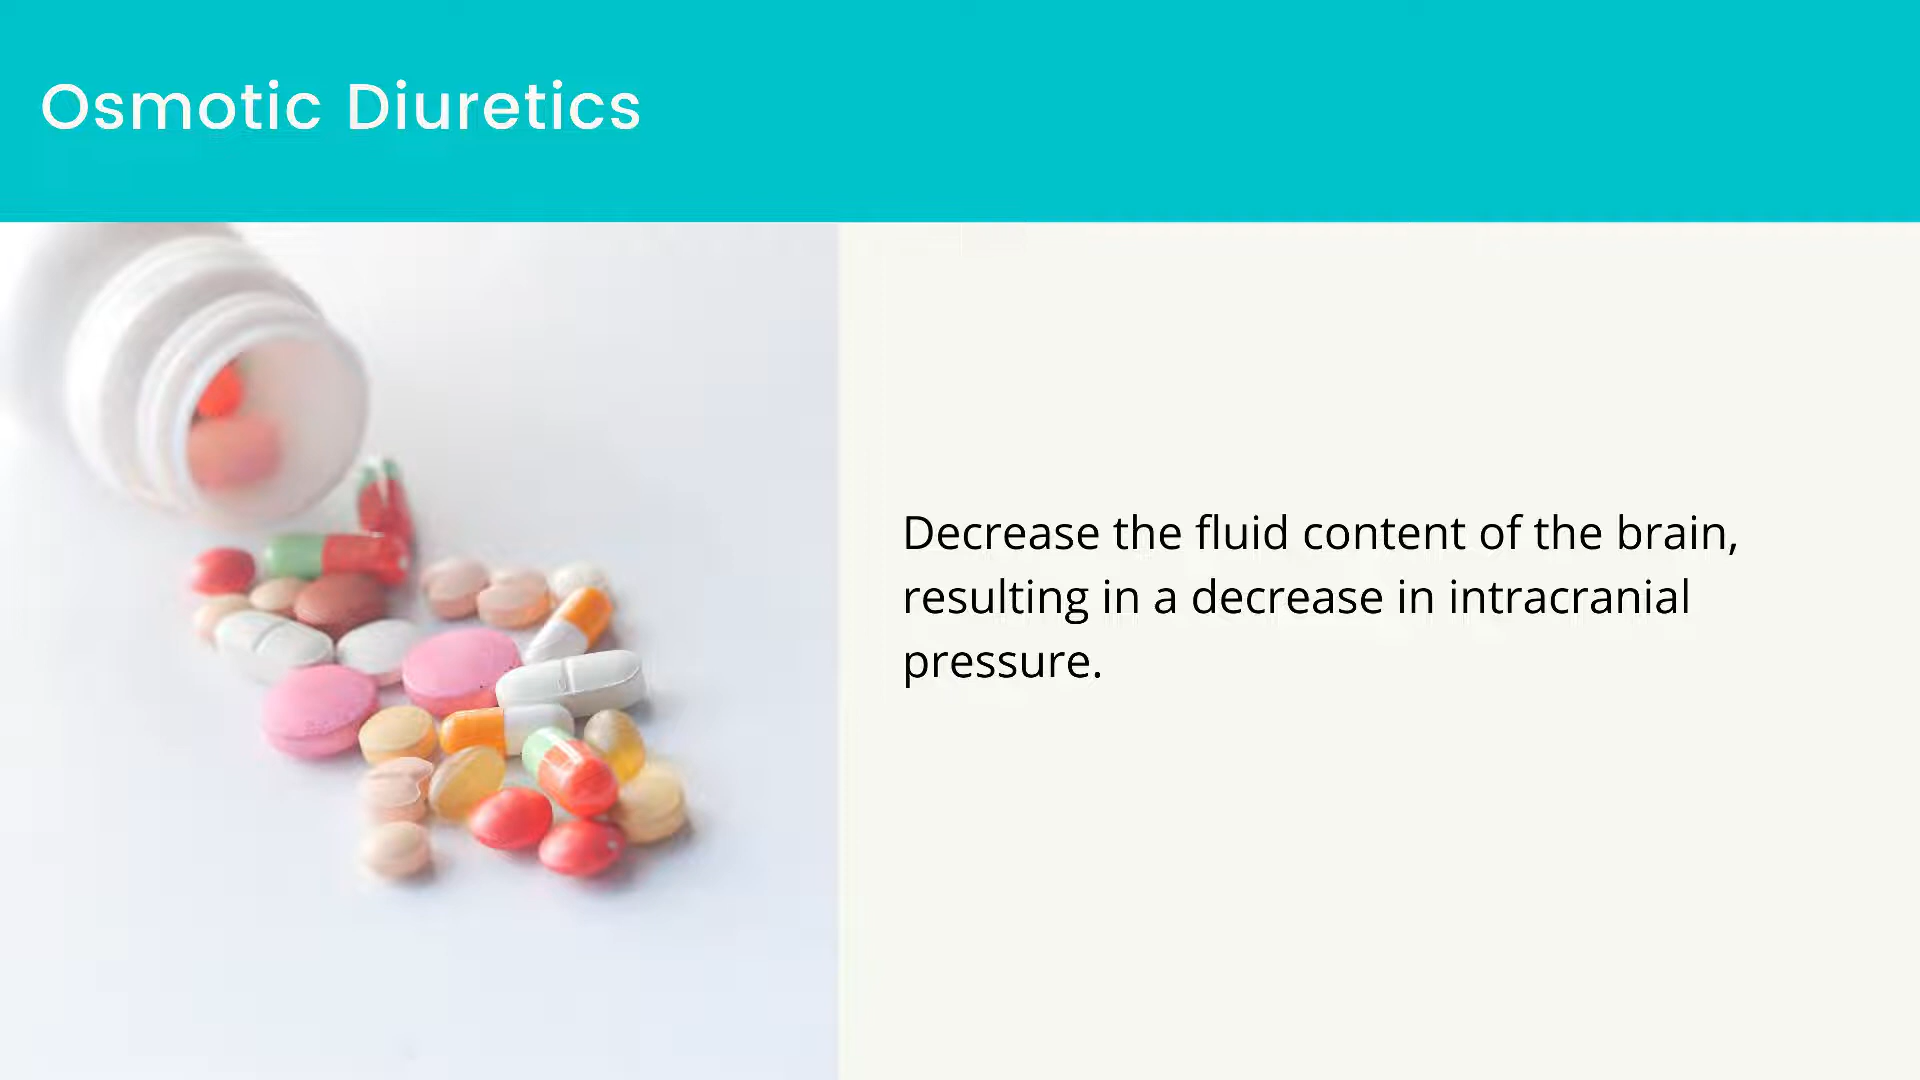 Osmotic Diuretics
Decrease the fluid content of the brain,
resulting in a decrease in intracranial
pressure.